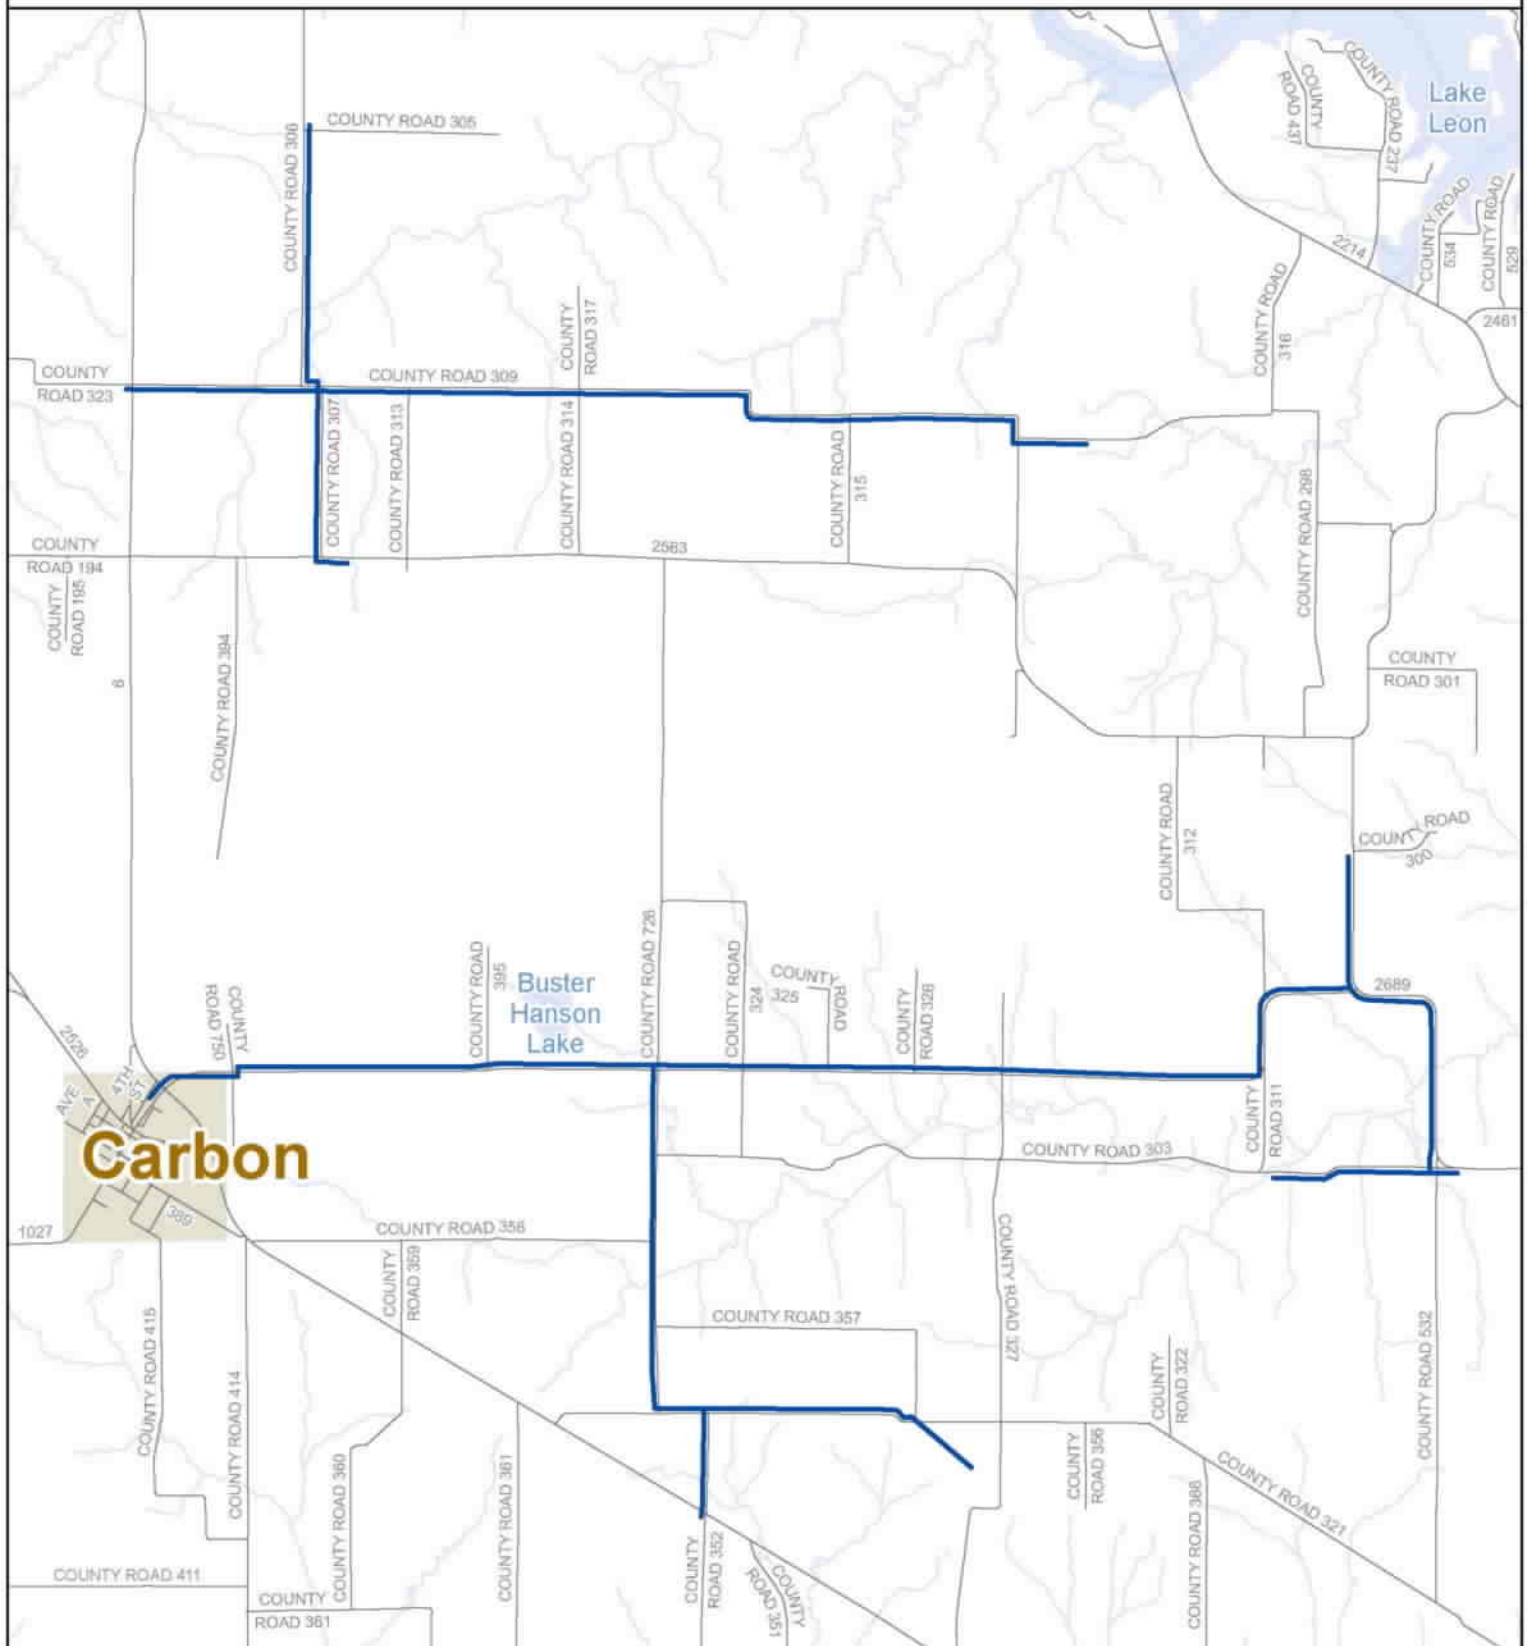 COUNTY ROAD 305
COUNTY ROAD 306
COUNTY
ROAD 437
COUNTY ROAD 237
Lake
Leon
COUNTY ROAD
534
COUNTY ROAD
529
2214
2461
COUNTY ROAD
316
COUNTY
ROAD 317
COUNTY
ROAD 323
COUNTY ROAD 309
COUNTY ROAD 307
COUNTY ROAD 313
COUNTY ROAD 314
COUNTY ROAD
315
COUNTY ROAD 298
COUNTY
ROAD 194
COUNTY
ROAD 195
2563
6
COUNTY ROAD 394
COUNTY
ROAD 301
COUNTY ROAD
312
COUNTY ROAD
300
COUNTY ROAD 726
COUNTY ROAD
395
Buster
Hanson
Lake
COUNTY ROAD
324
COUNTY
325
ROAD
COUNTY
ROAD 326
2689
COUNTY
ROAD 750
2526
4TH
ST
AVE
A
Carbon
389
1027
COUNTY
ROAD 311
COUNTY ROAD 303
COUNTY ROAD 358
COUNTY
ROAD 359
COUNTY ROAD 357
COUNTY ROAD 327
COUNTY
ROAD 322
COUNTY ROAD 532
COUNTY ROAD 415
COUNTY ROAD 414
COUNTY ROAD 360
COUNTY ROAD 361
COUNTY
ROAD 356
COUNTY ROAD 321
COUNTY ROAD 366
COUNTY
ROAD 352
COUNTY
ROAD 351
COUNTY ROAD 411
COUNTY
ROAD 361